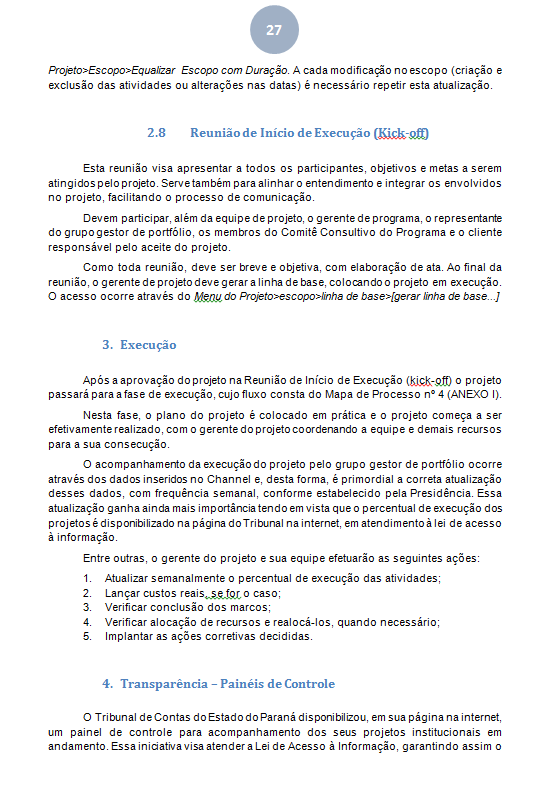 27
Projeto>Escopo>Equalizar Escopo com Duração. A cada modificação no escopo (criação e
exclusão das atividades ou alterações nas datas) é necessário repetir esta atualização.
2.8 Reunião de Início de Execução (Kick-off)
Esta reunião visa apresentar a todos os participantes, objetivos e metas a serem
atingidos pelo projeto. Serve também para alinhar o entendimento e integrar os envolvidos
no projeto, facilitando o processo de comunicação.
Devem participar, além da equipe de projeto, o gerente de programa, o representante
do grupo gestor de portfólio, os membros do Comitê Consultivo do Programa e o cliente
responsável pelo aceite do projeto.
Como toda reunião, deve ser breve e objetiva, com elaboração de ata. Ao final da
reunião, o gerente de projeto deve gerar a linha de base, colocando o projeto em execução.
O acesso ocorre através do Menu do Projeto>escopo>linha de base>[gerar linha de base...]
3. Execução
Após a aprovação do projeto na Reunião de Início de Execução (kick-off) o projeto
passará para a fase de execução, cujo fluxo consta do Mapa de Processo nº 4 (ANEXO I).
Nesta fase, o plano do projeto é colocado em prática e o projeto começa a ser
efetivamente realizado, com o gerente do projeto coordenando a equipe e demais recursos
para a sua consecução.
O acompanhamento da execução do projeto pelo grupo gestor de portfólio ocorre
através dos dados inseridos no Channel e, desta forma, é primordial a correta atualização
desses dados, com frequência semanal, conforme estabelecido pela Presidência. Essa
atualização ganha ainda mais importância tendo em vista que o percentual de execução dos
projetos é disponibilizado na página do Tribunal na internet, em atendimento à lei de acesso
à informação.
Entre outras, o gerente do projeto e sua equipe efetuarão as seguintes ações:
1. Atualizar semanalmente o percentual de execução das atividades;
2. Lançar custos reais, se for o caso;
3. Verificar conclusão dos marcos;
4. Verificar alocação de recursos e realocá-los, quando necessário;
5. Implantar as ações corretivas decididas.
4. Transparência – Painéis de Controle
O Tribunal de Contas do Estado do Paraná disponibilizou, em sua página na internet,
um painel de controle para acompanhamento dos seus projetos institucionais em
andamento. Essa iniciativa visa atender a Lei de Acesso à Informação, garantindo assim o